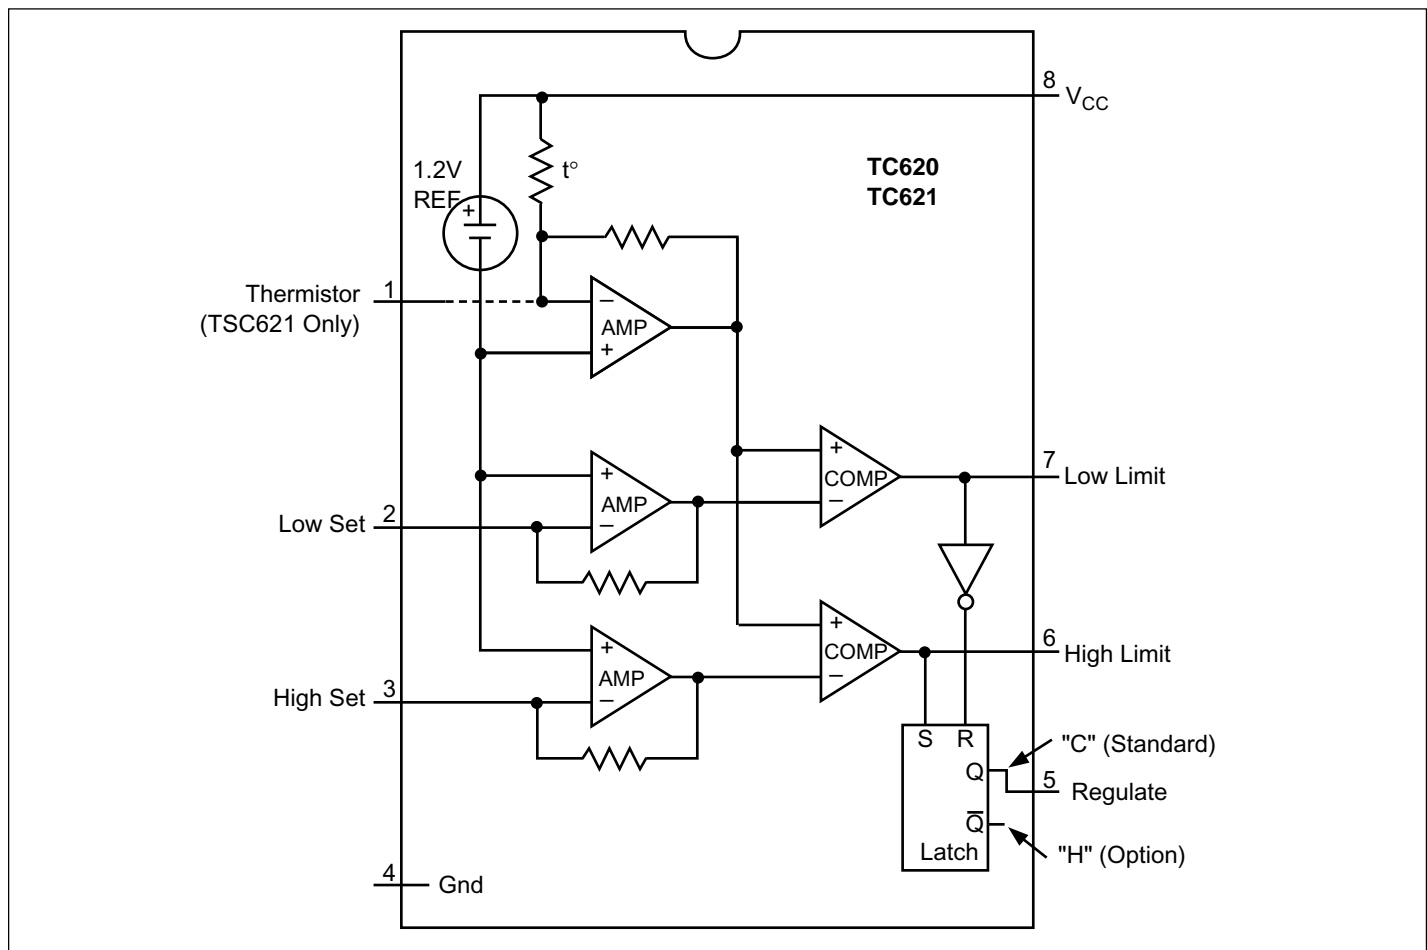 8
V_CC
1.2V
REF
+
t°
TC620
TC621
Thermistor
(TSC621 Only)
1
−
AMP
+
+
COMP
−
7
Low Limit
+
AMP
−
Low Set
2
+
COMP
−
6
High Limit
+
AMP
−
High Set
3
S R
Q
Q̅
Latch
"C" (Standard)
5
Regulate
"H" (Option)
4
Gnd